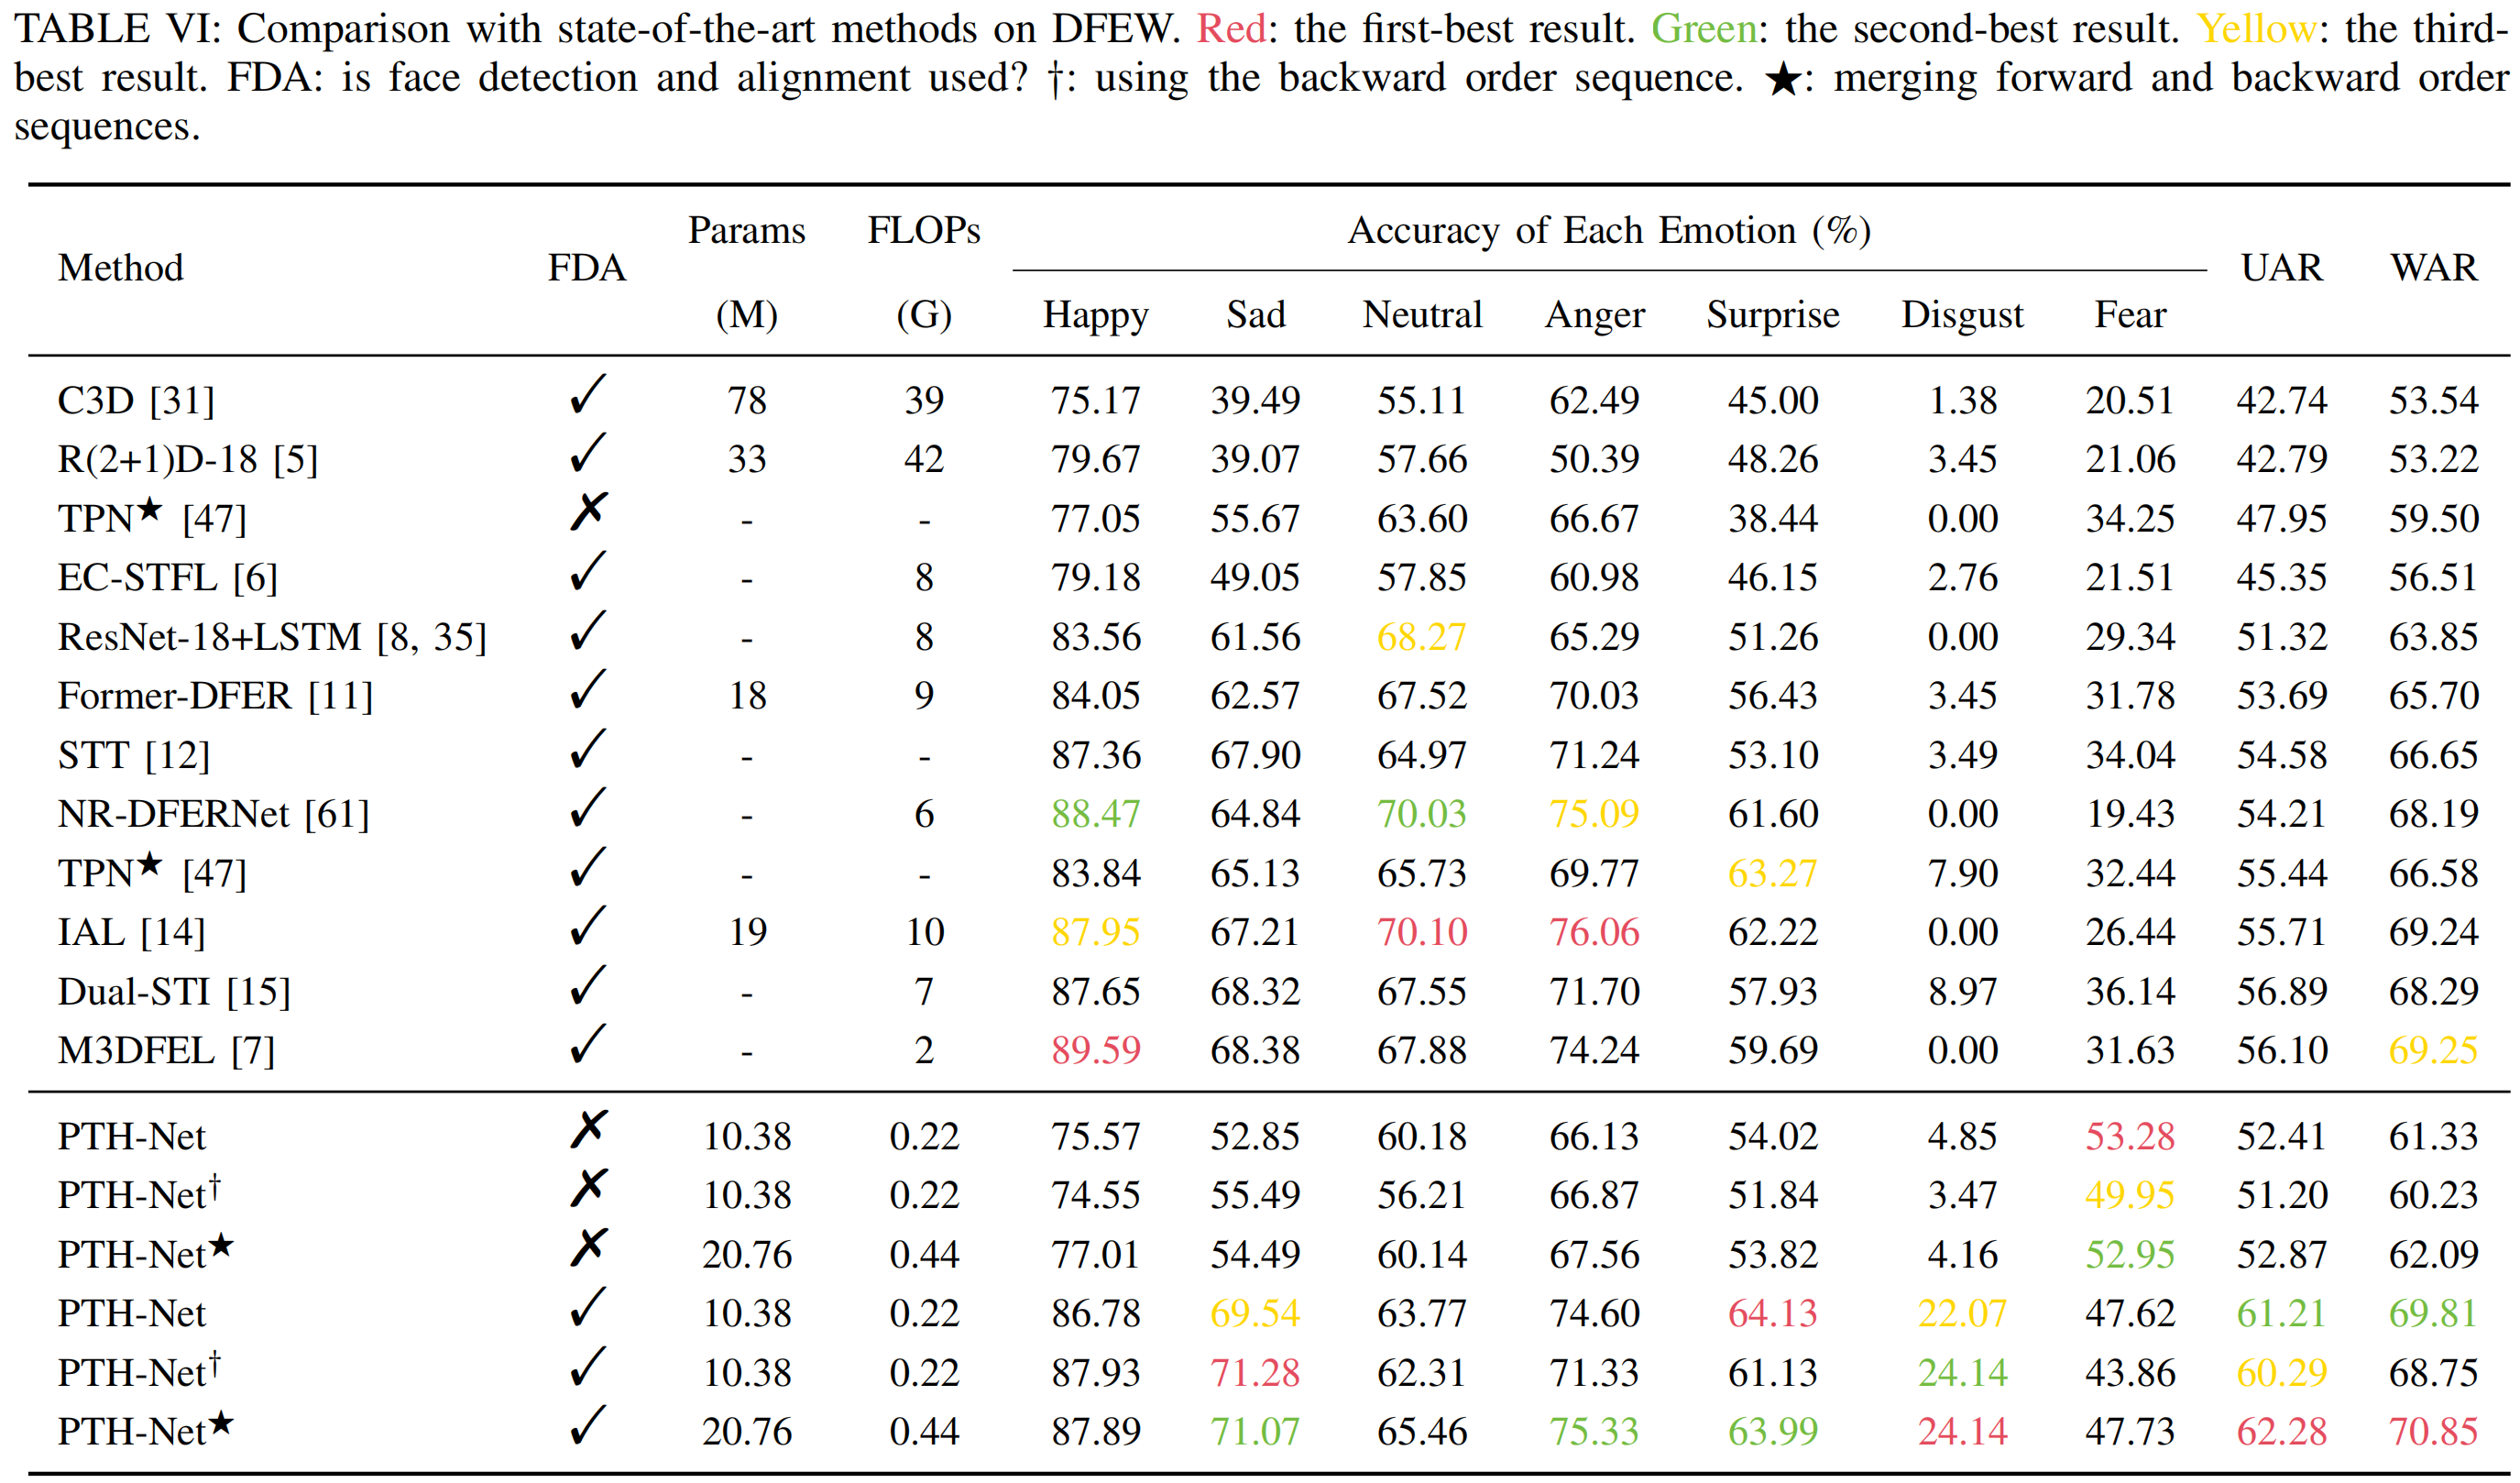 TABLE VI: Comparison with state-of-the-art methods on DFEW. Red: the first-best result. Green: the second-best result. Yellow: the third-
best result. FDA: is face detection and alignment used? †: using the backward order sequence. ★: merging forward and backward order
sequences.
Method FDA Params (M) FLOPs (G) Accuracy of Each Emotion (%) UAR WAR
Happy Sad Neutral Anger Surprise Disgust Fear
C3D [31] ✓ 78 39 75.17 39.49 55.11 62.49 45.00 1.38 20.51 42.74 53.54
R(2+1)D-18 [5] ✓ 33 42 79.67 39.07 57.66 50.39 48.26 3.45 21.06 42.79 53.22
TPN★ [47] ✗ - - 77.05 55.67 63.60 66.67 38.44 0.00 34.25 47.95 59.50
EC-STFL [6] ✓ - 8 79.18 49.05 57.85 60.98 46.15 2.76 21.51 45.35 56.51
ResNet-18+LSTM [8, 35] ✓ - 8 83.56 61.56 68.27 65.29 51.26 0.00 29.34 51.32 63.85
Former-DFER [11] ✓ 18 9 84.05 62.57 67.52 70.03 56.43 3.45 31.78 53.69 65.70
STT [12] ✓ - - 87.36 67.90 64.97 71.24 53.10 3.49 34.04 54.58 66.65
NR-DFERNet [61] ✓ - 6 88.47 64.84 70.03 75.09 61.60 0.00 19.43 54.21 68.19
TPN★ [47] ✓ - - 83.84 65.13 65.73 69.77 63.27 7.90 32.44 55.44 66.58
IAL [14] ✓ 19 10 87.95 67.21 70.10 76.06 62.22 0.00 26.44 55.71 69.24
Dual-STI [15] ✓ - 7 87.65 68.32 67.55 71.70 57.93 8.97 36.14 56.89 68.29
M3DFEL [7] ✓ - 2 89.59 68.38 67.88 74.24 59.69 0.00 31.63 56.10 69.25
PTH-Net ✗ 10.38 0.22 75.57 52.85 60.18 66.13 54.02 4.85 53.28 52.41 61.33
PTH-Net† ✗ 10.38 0.22 74.55 55.49 56.21 66.87 51.84 3.47 49.95 51.20 60.23
PTH-Net★ ✗ 20.76 0.44 77.01 54.49 60.14 67.56 53.82 4.16 52.95 52.87 62.09
PTH-Net ✓ 10.38 0.22 86.78 69.54 63.77 74.60 64.13 22.07 47.62 61.21 69.81
PTH-Net† ✓ 10.38 0.22 87.93 71.28 62.31 71.33 61.13 24.14 43.86 60.29 68.75
PTH-Net★ ✓ 20.76 0.44 87.89 71.07 65.46 75.33 63.99 24.14 47.73 62.28 70.85